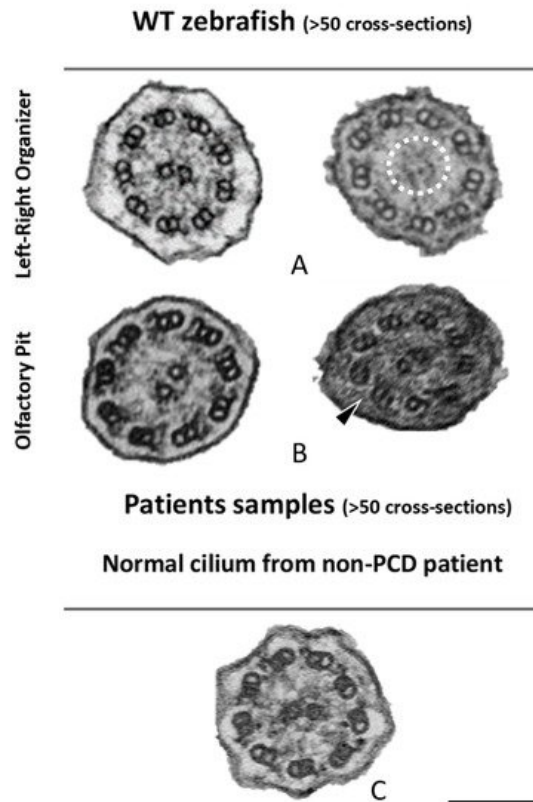 WT zebrafish (>50 cross-sections)
Left-Right Organizer
A
Olfactory Pit
B
Patients samples (>50 cross-sections)
Normal cilium from non-PCD patient
C